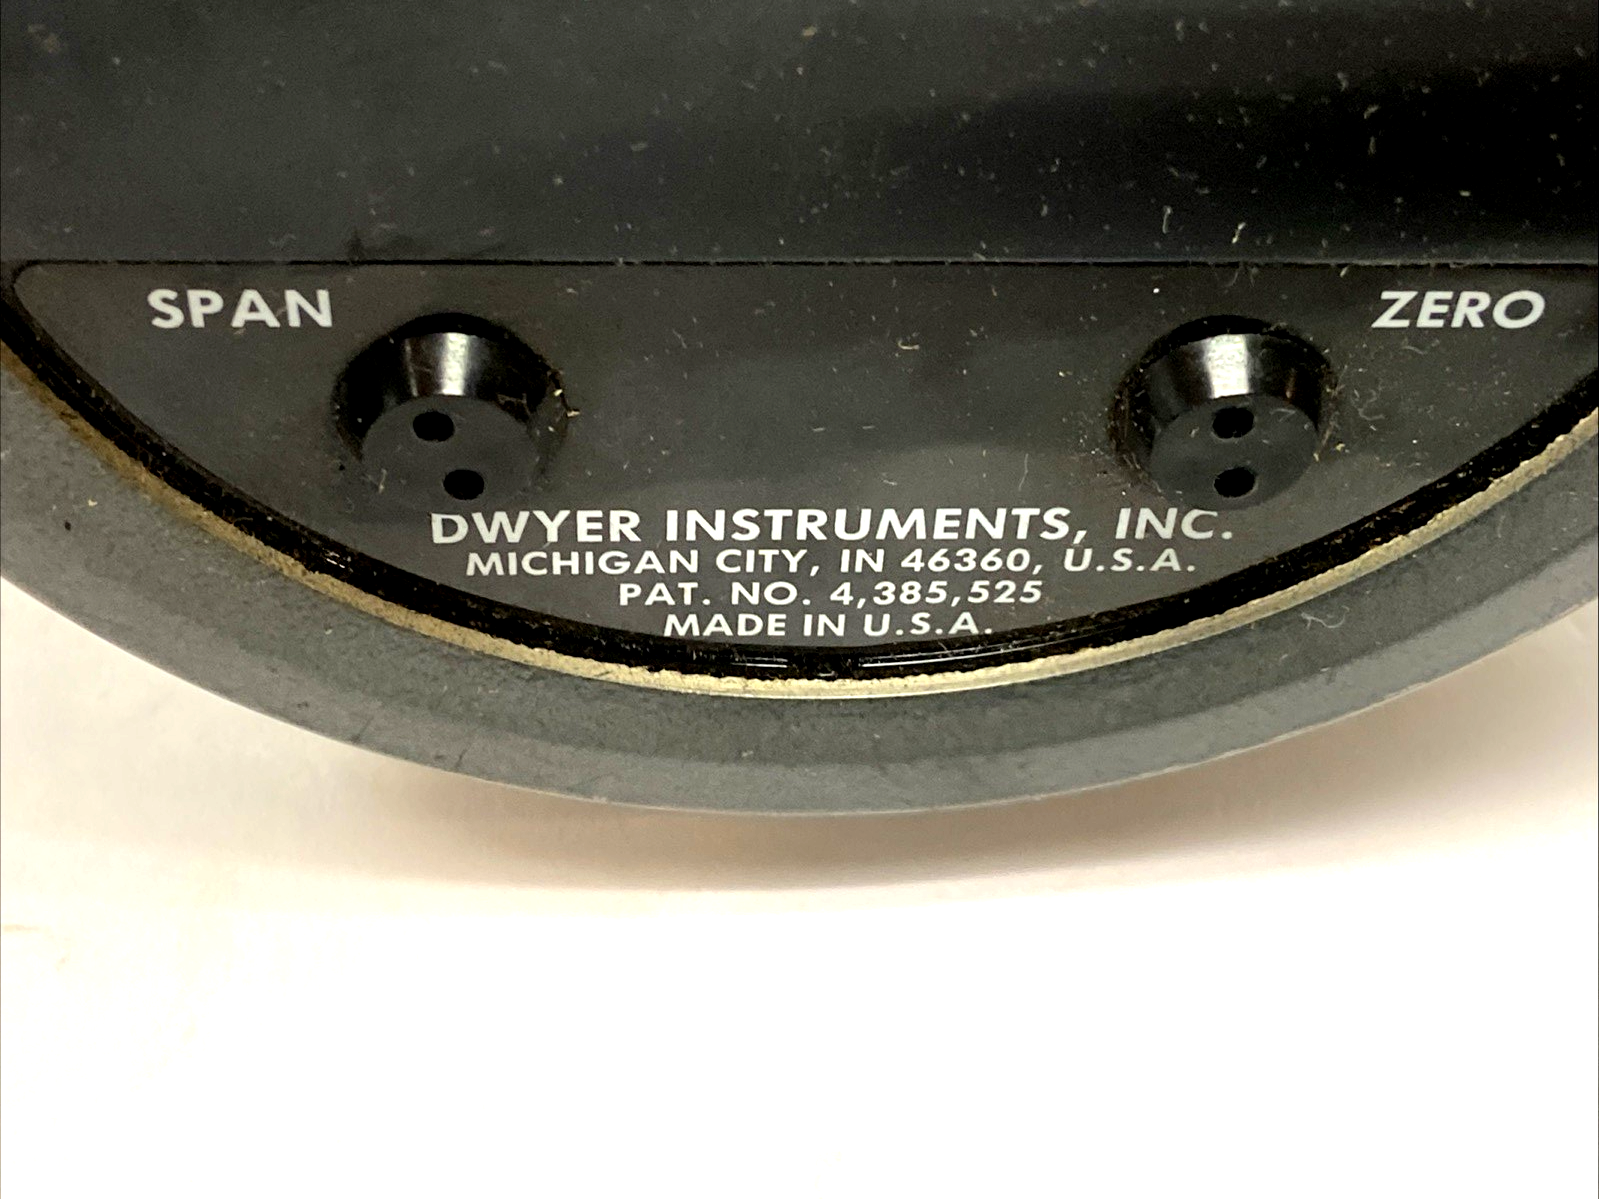 SPAN
ZERO
DWYER INSTRUMENTS, INC.
MICHIGAN CITY, IN 46360, U.S.A.
PAT. NO. 4,385,525
MADE IN U.S.A.